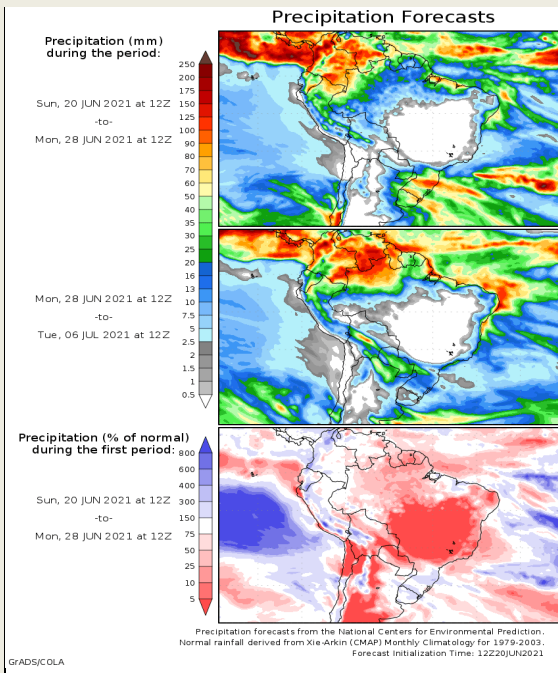 Precipitation Forecasts
Precipitation (mm)
during the period:
Sun, 20 JUN 2021 at 12Z
-to-
Mon, 28 JUN 2021 at 12Z
250
200
175
150
125
100
90
80
70
60
50
45
40
35
30
25
20
16
13
10
7.5
5
2.5
2
1.5
1
0.5
Mon, 28 JUN 2021 at 12Z
-to-
Tue, 06 JUL 2021 at 12Z
Precipitation (% of normal)
during the first period:
Sun, 20 JUN 2021 at 12Z
-to-
Mon, 28 JUN 2021 at 12Z
800
600
400
300
150
75
50
25
10
5
Precipitation forecasts from the National Centers for Environmental Prediction.
Normal rainfall derived from Xie-Arkin (CMAP) Monthly Climatology for 1979-2003.
Forecast Initialization Time: 12Z20JUN2021
GrADS/COLA